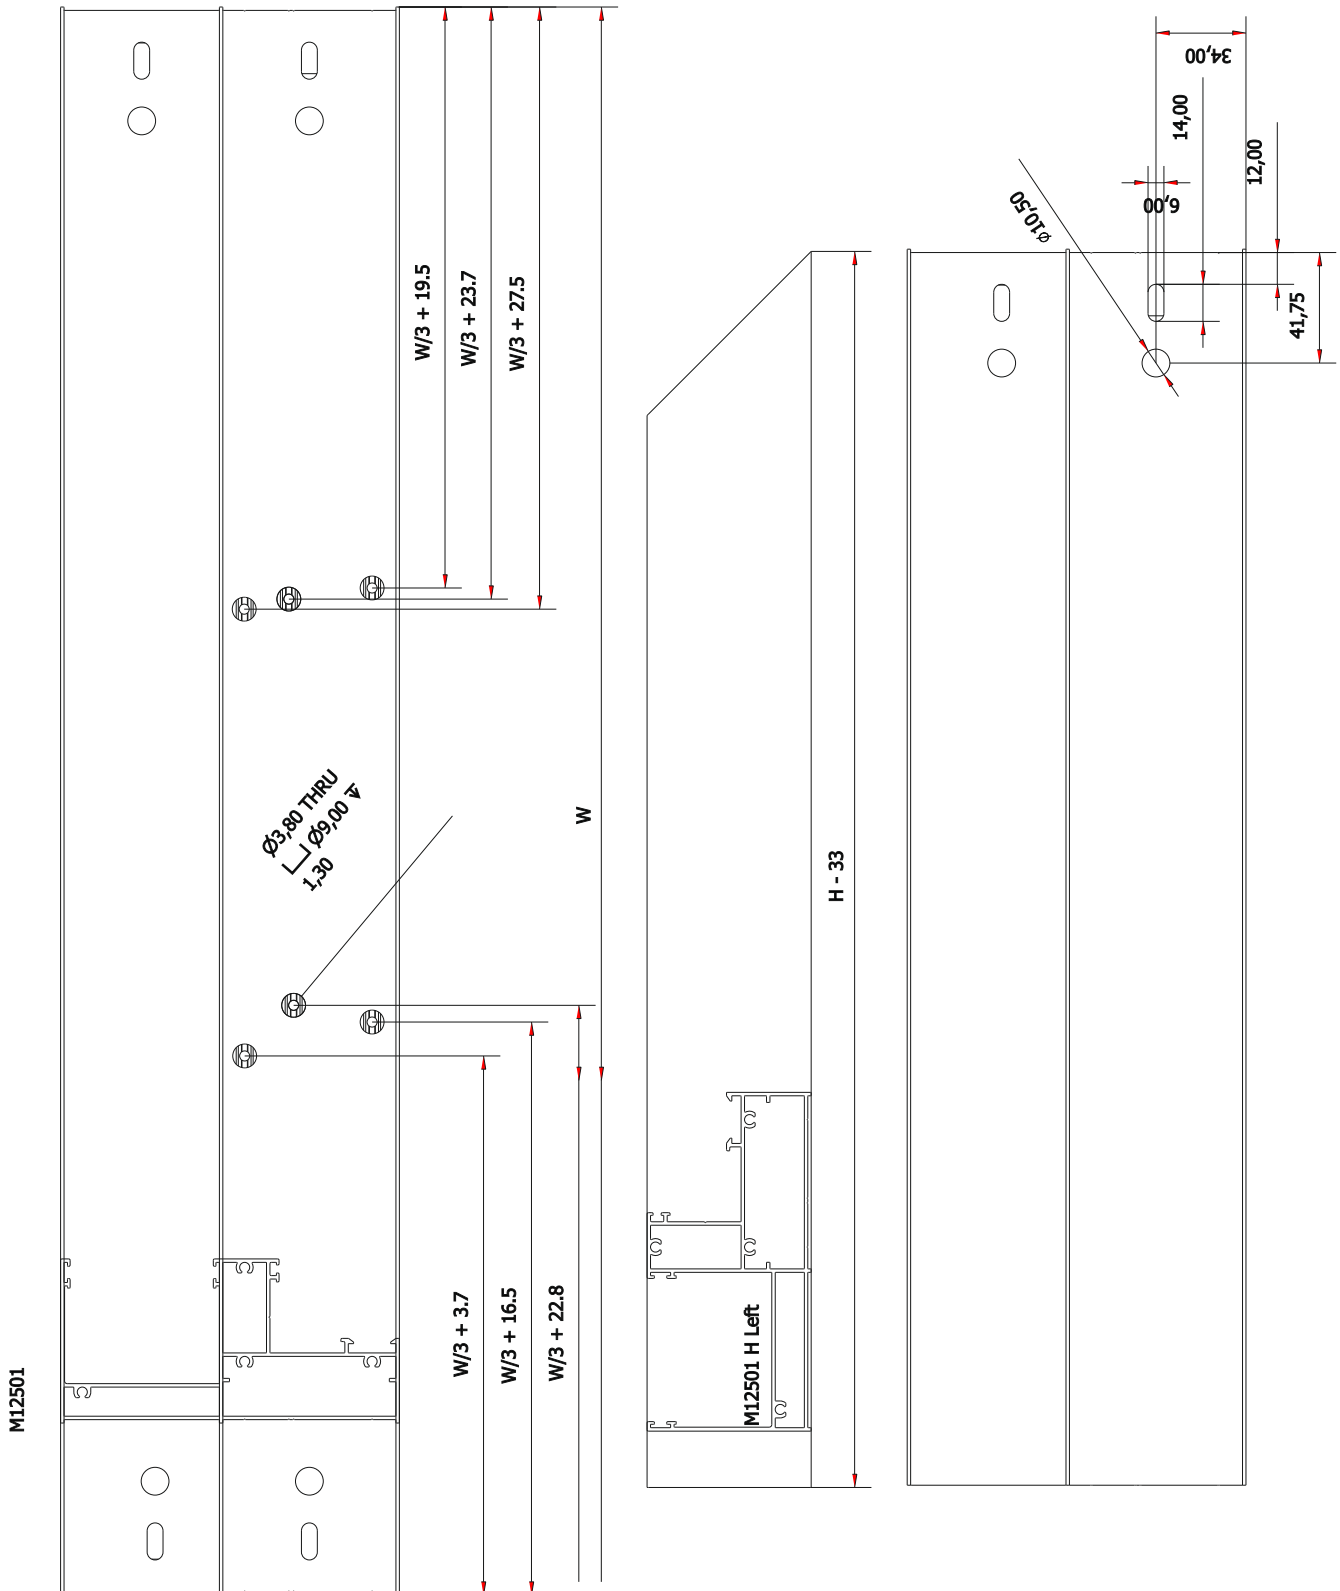 34,00
14,00
12,00
6,00
Ø10,50
41,75
W/3 + 19.5
W/3 + 23.7
W/3 + 27.5
Ø3,80 THRU
⌴ Ø9,00 ↧
1,30
W
H - 33
W/3 + 3.7
W/3 + 16.5
W/3 + 22.8
M12501 H Left
M12501